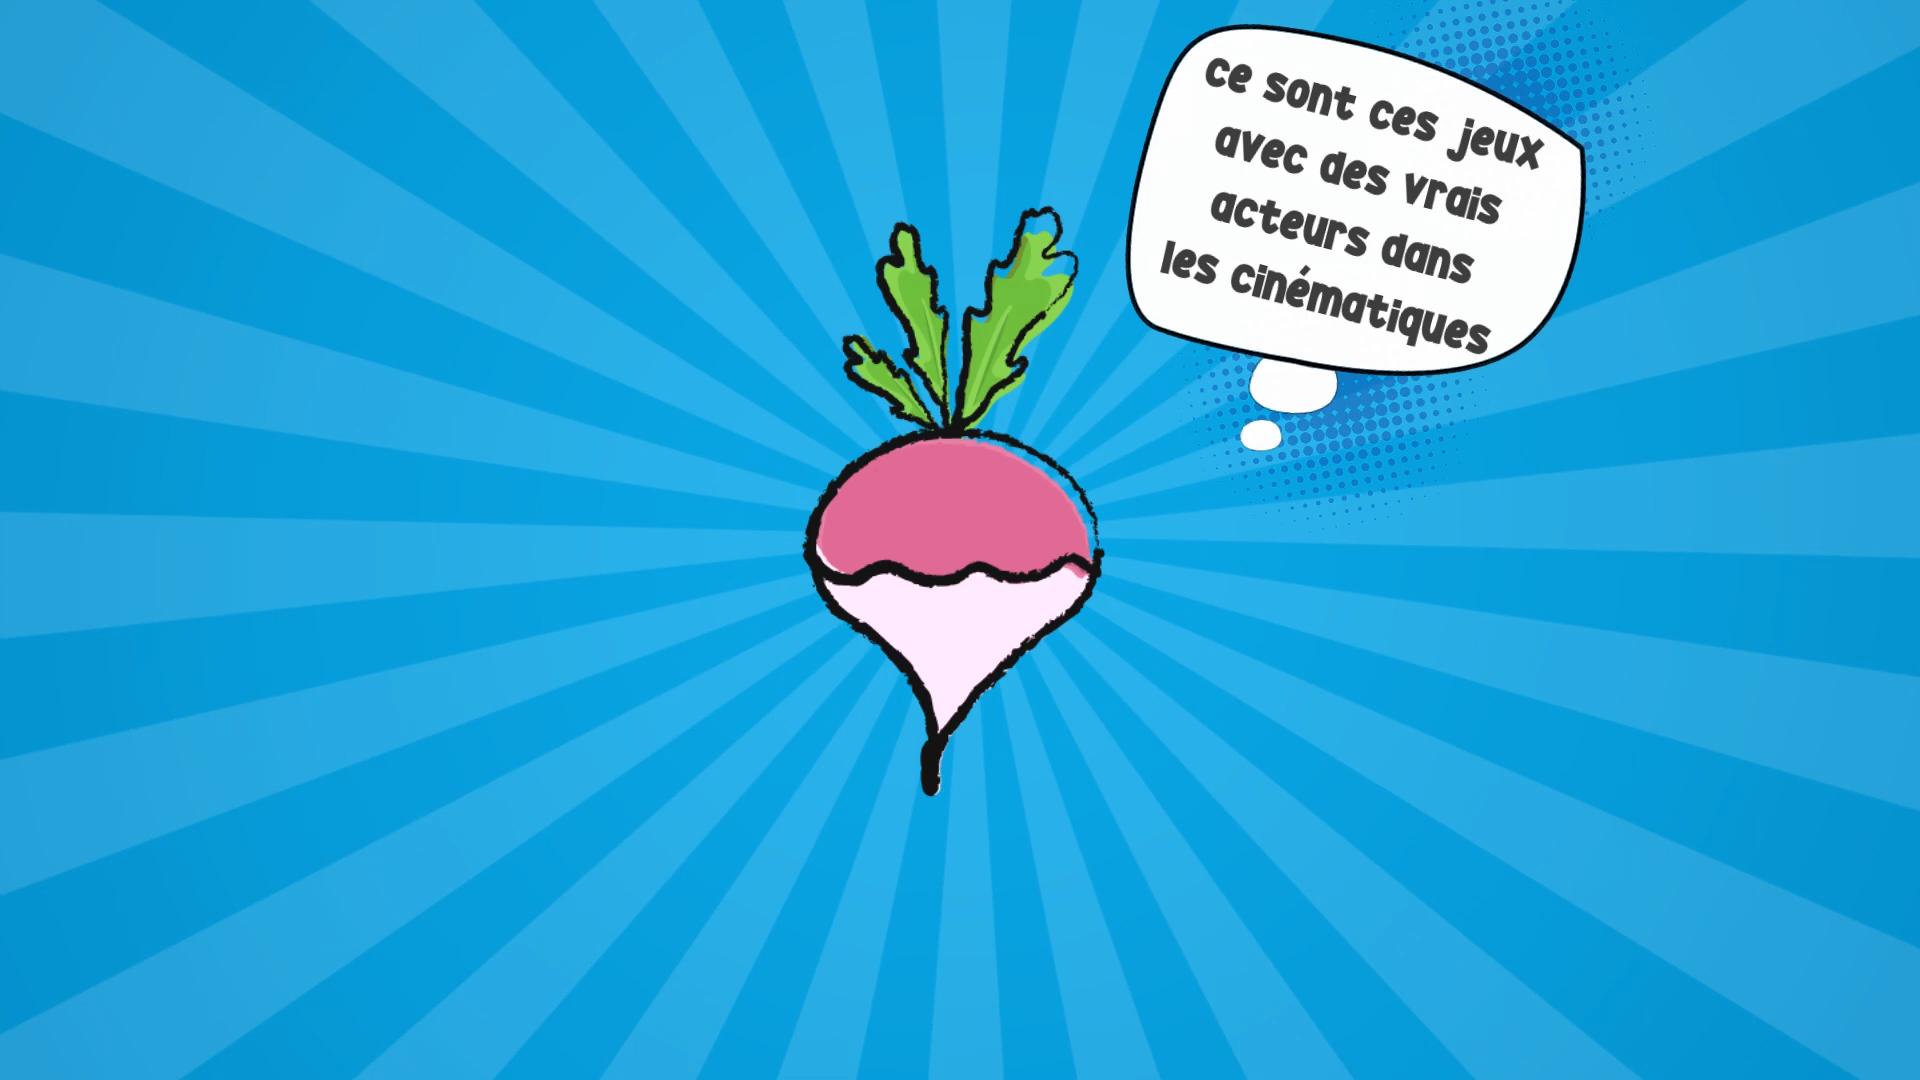 ce sont ces jeux
avec des vrais
acteurs dans
les cinématiques